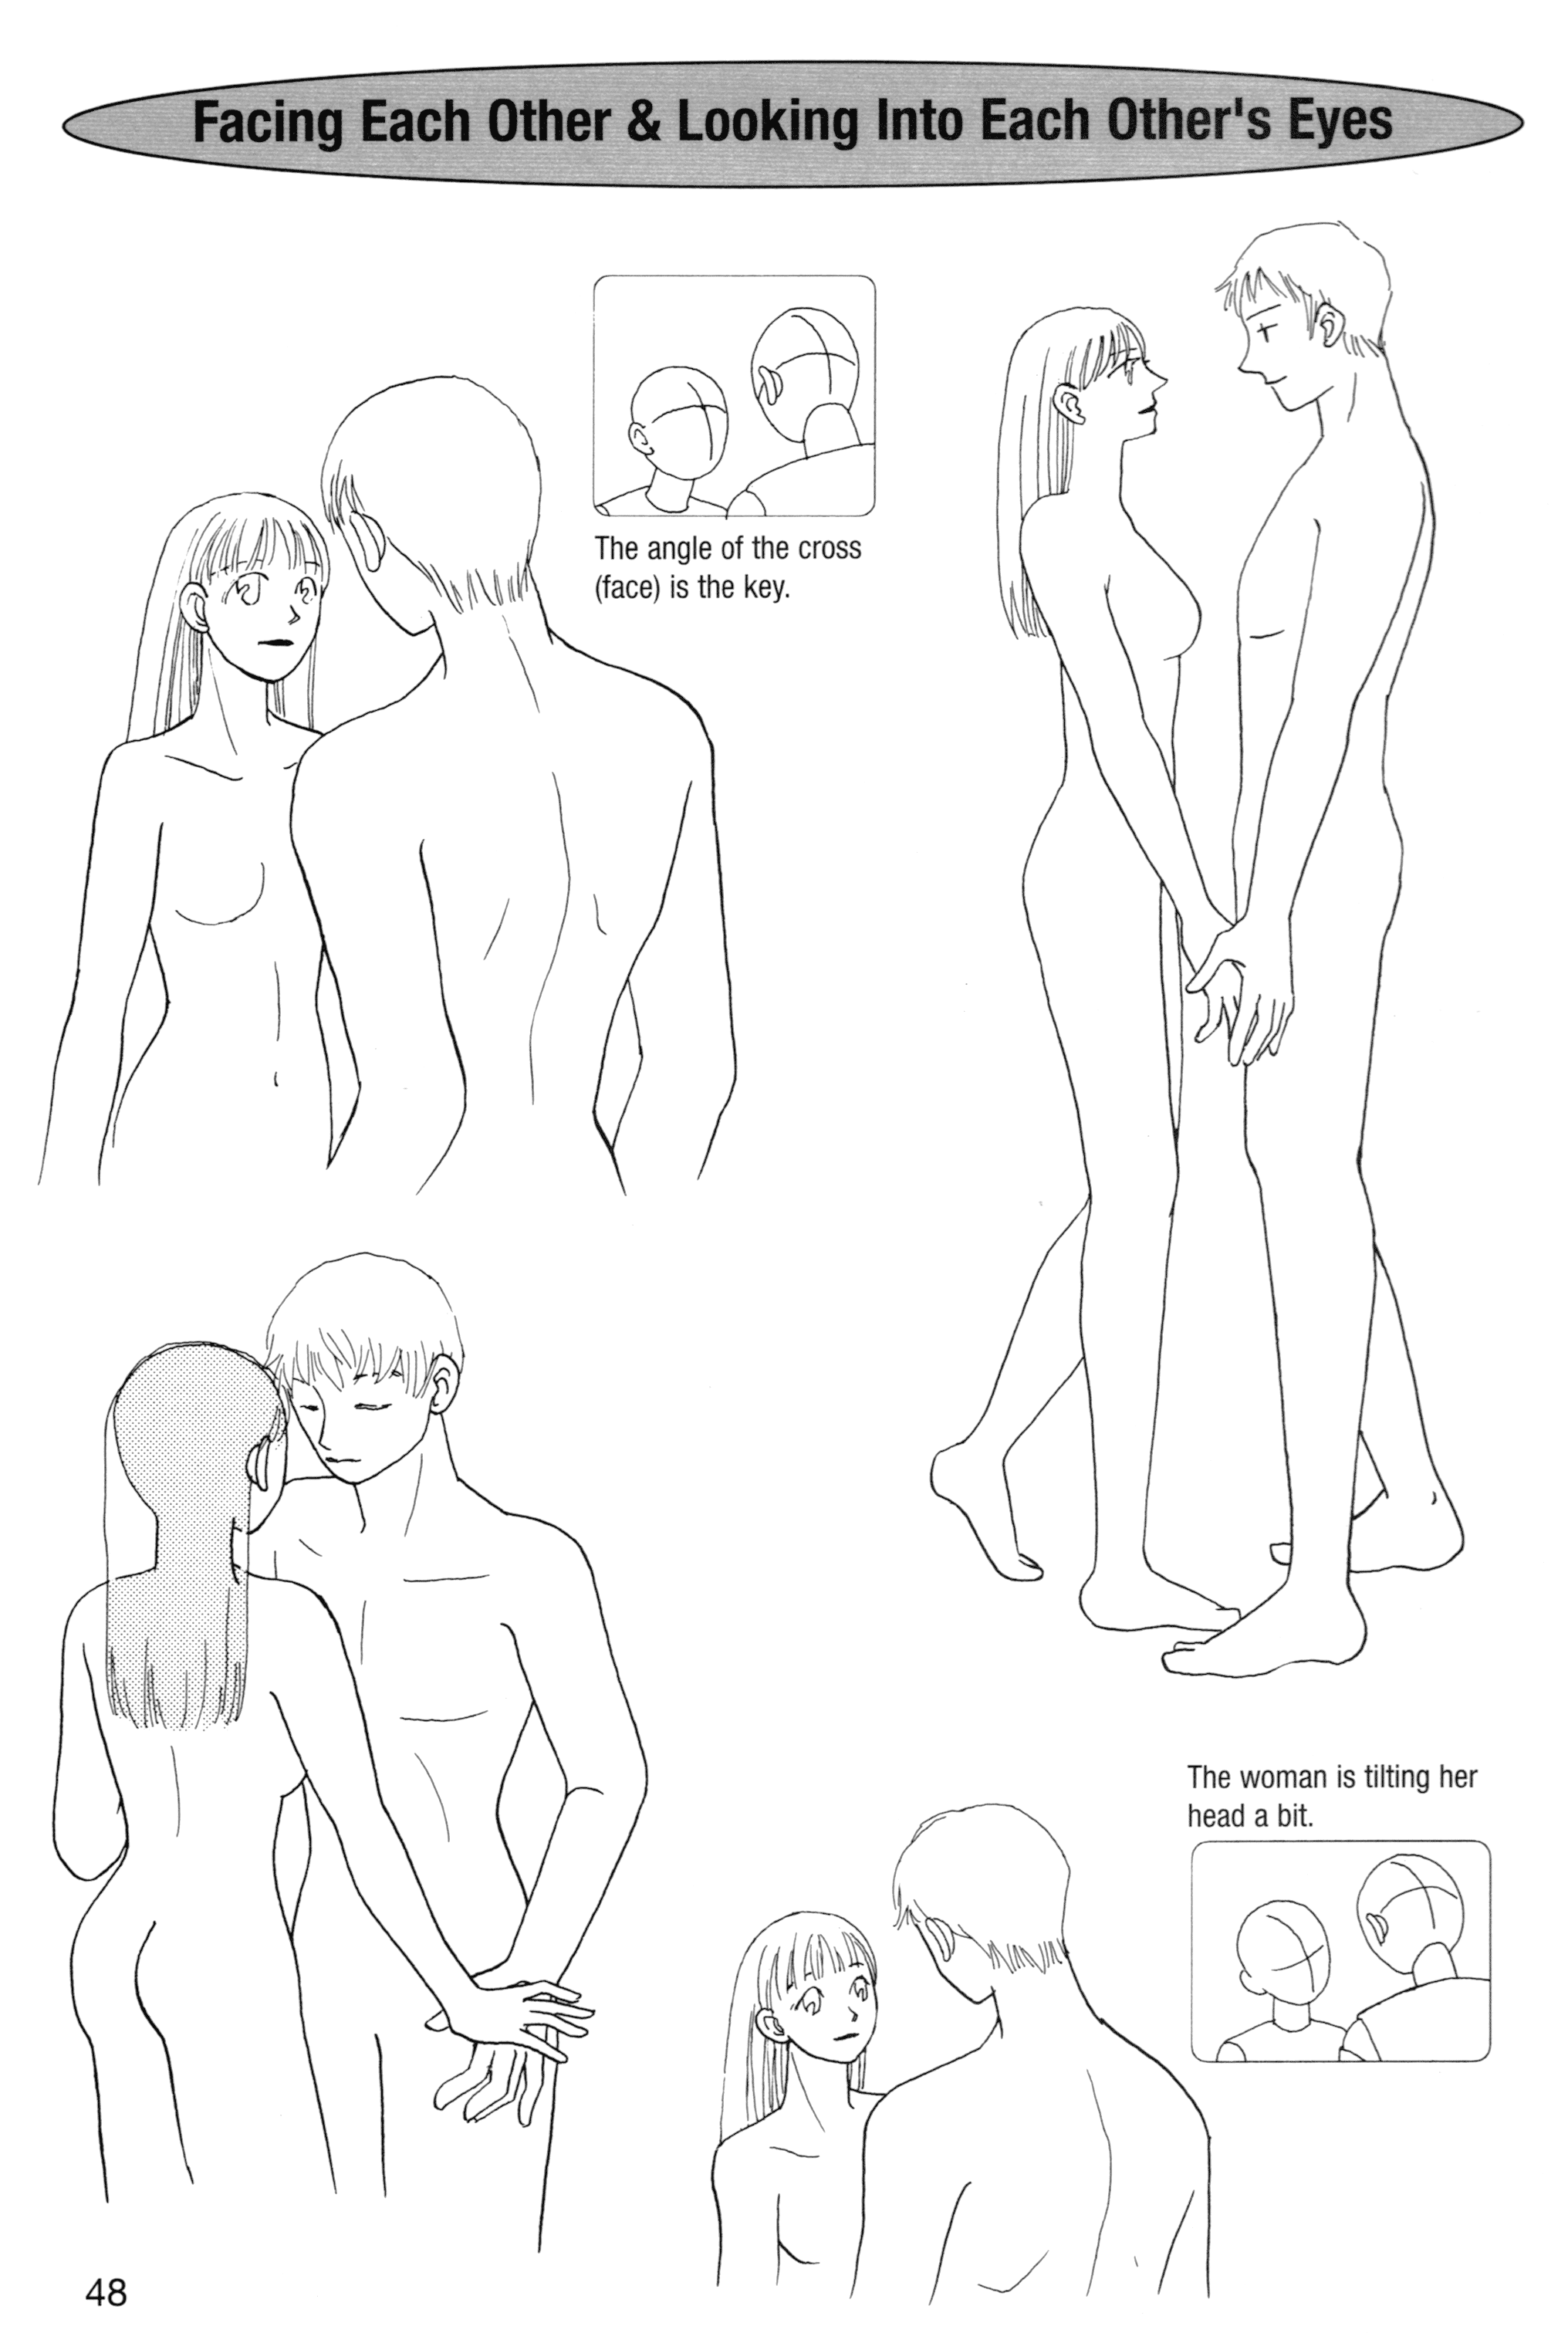 Facing Each Other & Looking Into Each Other's Eyes
The angle of the cross
(face) is the key.
The woman is tilting her
head a bit.
48